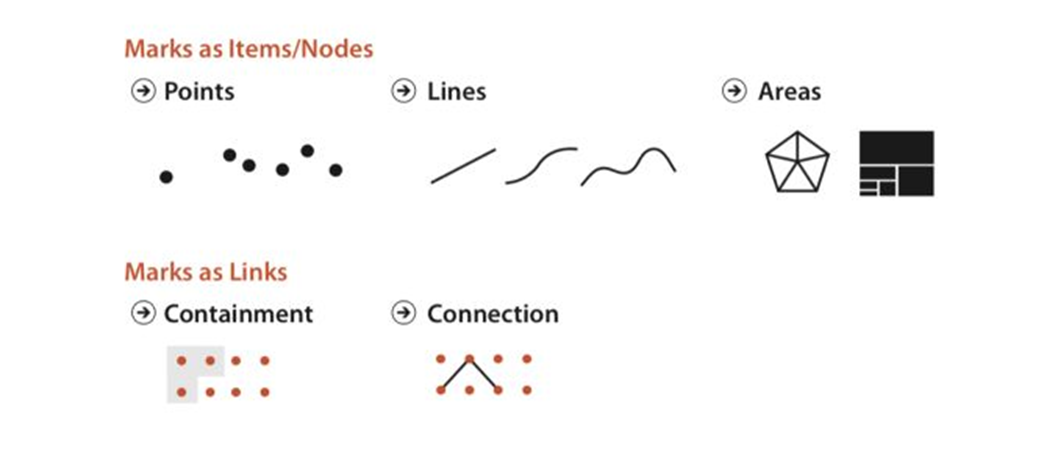 Marks as Items/Nodes
Points
Lines
Areas
Marks as Links
Containment
Connection